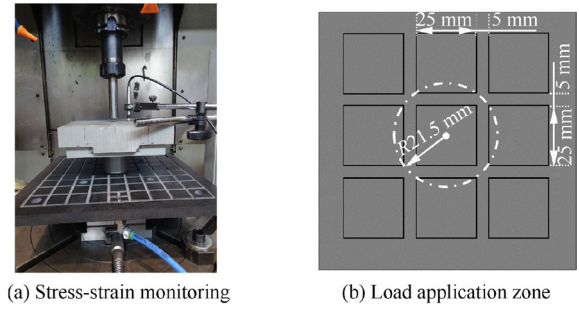 25 mm
5 mm
5 mm
R21.5 mm
25 mm
(a) Stress-strain monitoring
(b) Load application zone